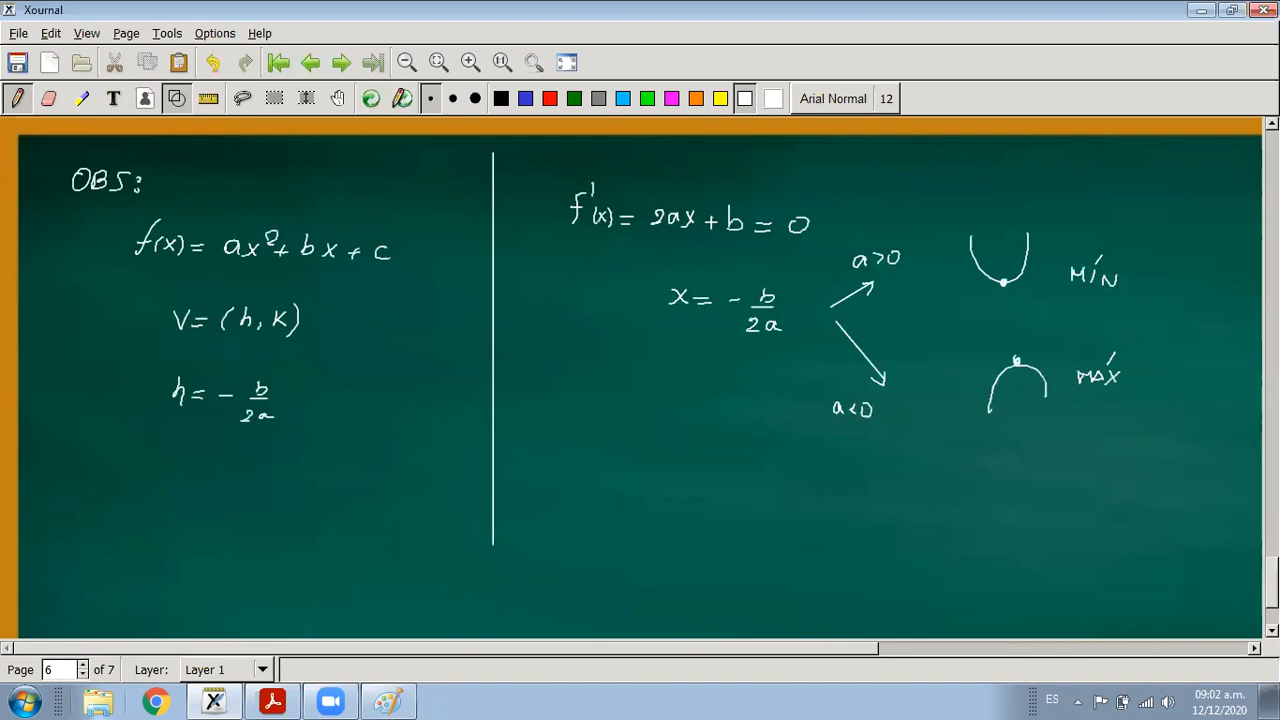 Xournal
File Edit View Page Tools Options Help
T Arial Normal 12
OBS:
f(x) = ax² + bx + c
V = (h, K)
h = - b/2a
f'(x) = 2ax + b = 0
x = - b/2a
a > 0
MÍN
a < 0
MÁX
Page 6 of 7 Layer: Layer 1
ES 09:02 a.m.
12/12/2020